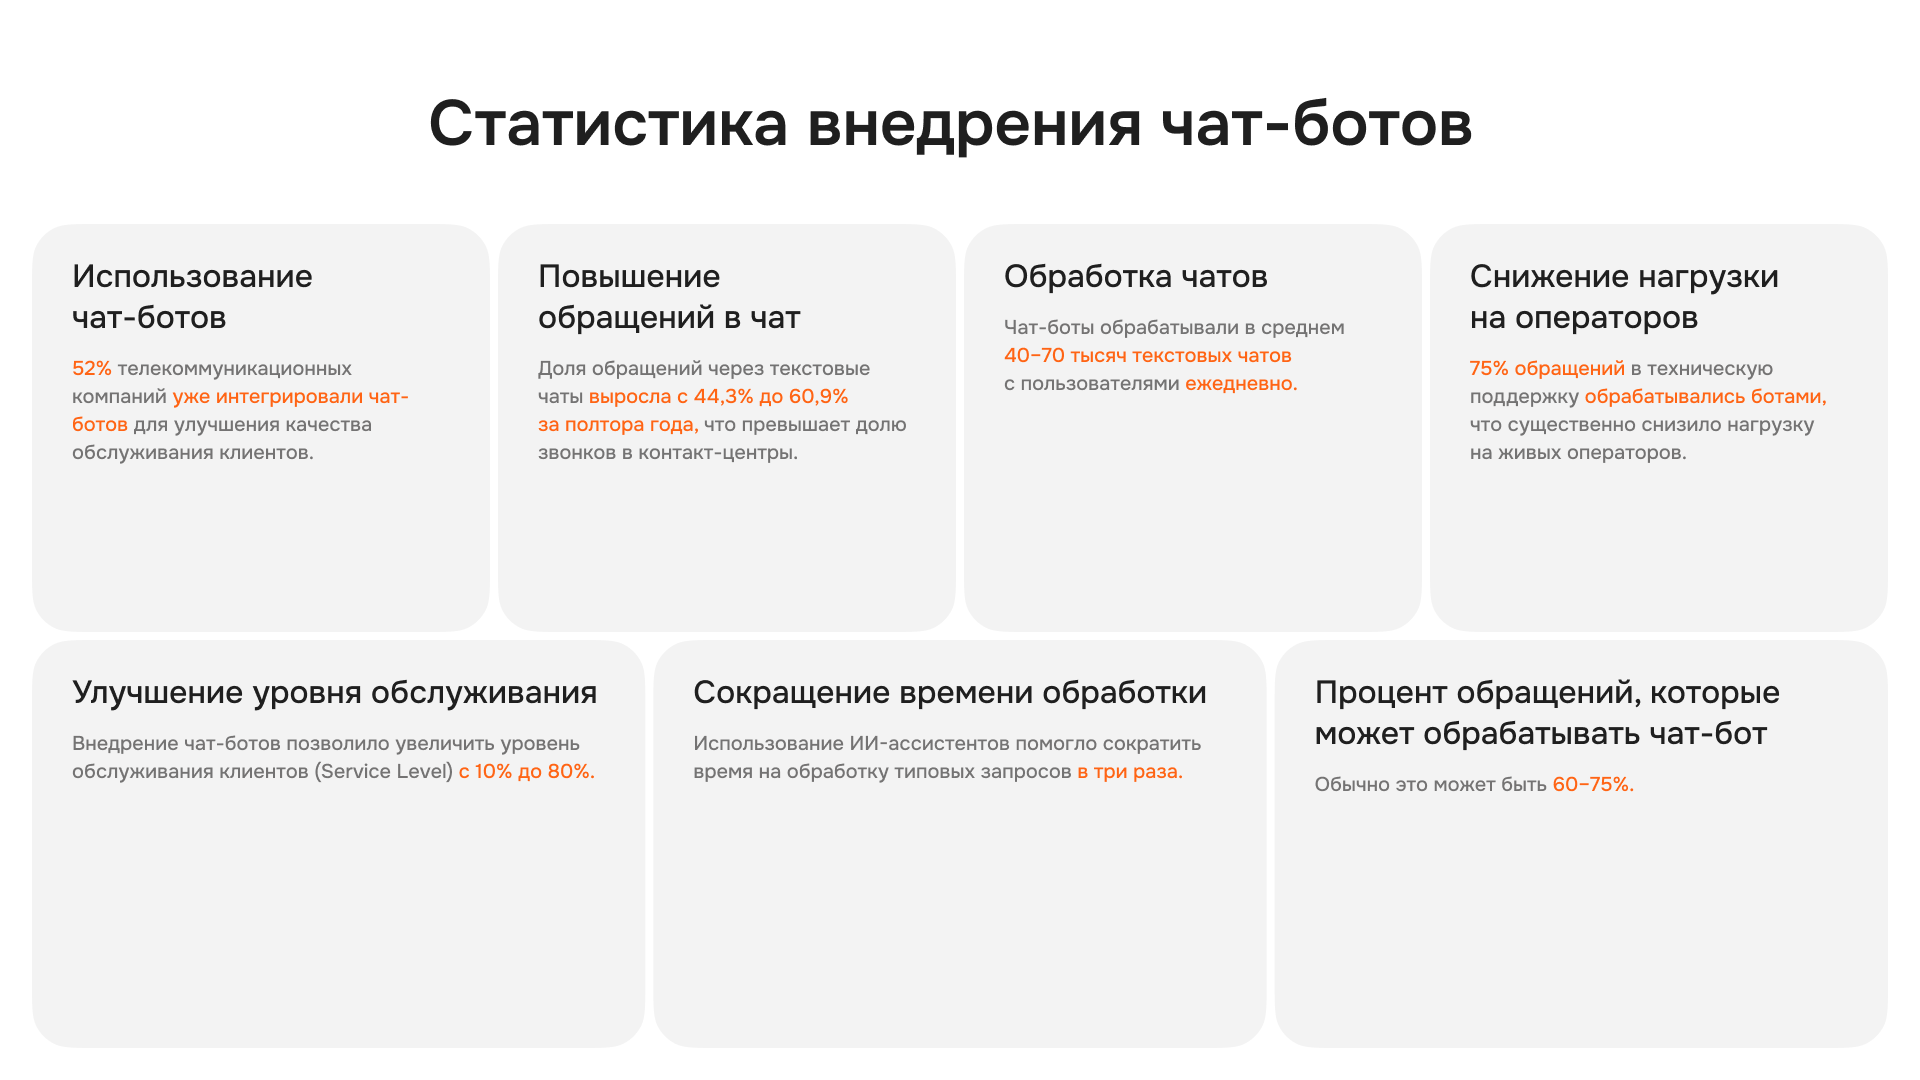 Статистика внедрения чат-ботов
Использование
чат-ботов
52% телекоммуникационных
компаний уже интегрировали чат-
ботов для улучшения качества
обслуживания клиентов.
Повышение
обращений в чат
Доля обращений через текстовые
чаты выросла с 44,3% до 60,9%
за полтора года, что превышает долю
звонков в контакт-центры.
Обработка чатов
Чат-боты обрабатывали в среднем
40–70 тысяч текстовых чатов
с пользователями ежедневно.
Снижение нагрузки
на операторов
75% обращений в техническую
поддержку обрабатывались ботами,
что существенно снизило нагрузку
на живых операторов.
Улучшение уровня обслуживания
Внедрение чат-ботов позволило увеличить уровень
обслуживания клиентов (Service Level) с 10% до 80%.
Сокращение времени обработки
Использование ИИ-ассистентов помогло сократить
время на обработку типовых запросов в три раза.
Процент обращений, которые
может обрабатывать чат-бот
Обычно это может быть 60–75%.